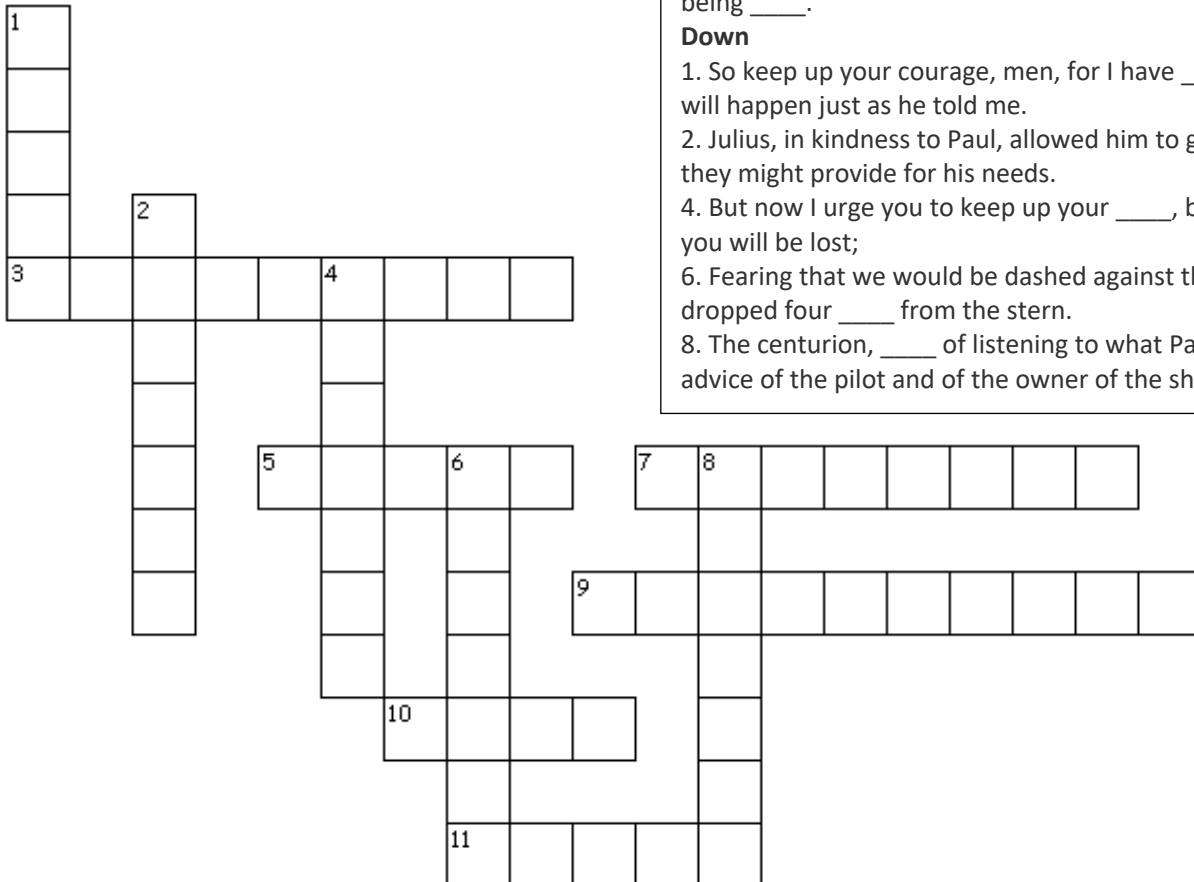 being ____.
Down
1. So keep up your courage, men, for I have _
will happen just as he told me.
2. Julius, in kindness to Paul, allowed him to g
they might provide for his needs.
4. But now I urge you to keep up your ____, b
you will be lost;
6. Fearing that we would be dashed against th
dropped four ____ from the stern.
8. The centurion, ____ of listening to what Pa
advice of the pilot and of the owner of the sh
1
2
3 4
5 6 7 8
9
10
11